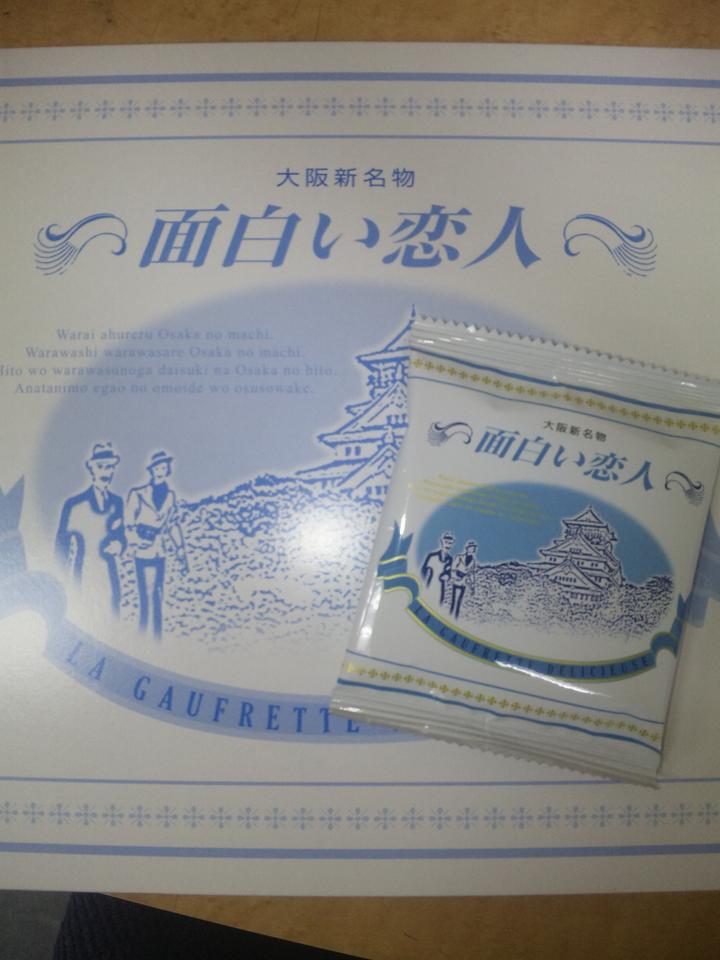 大阪新名物
面白い恋人
Warai ahureru Osaka no machi.
Warawashi warawasare Osaka no machi.
Hito wo warawasunoga daisuki na Osaka no hito.
Anatanimo egao no omoide wo osusowake.
LA GAUFRETTE
大阪新名物
面白い恋人
LA GAUFRETTE DELICIEUSE